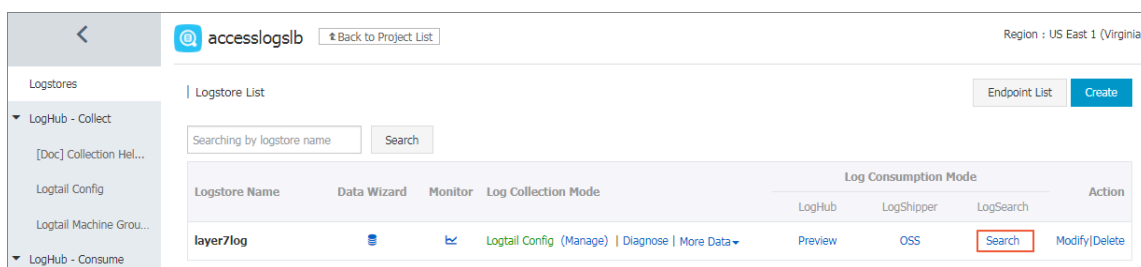 accesslogslb Back to Project List Region : US East 1 (Virginia
Logstores
Logstore List Endpoint List Create
LogHub - Collect
Searching by logstore name Search
[Doc] Collection Hel...
Logstore Name Data Wizard Monitor Log Collection Mode Log Consumption Mode Action
Logtail Config
LogHub LogShipper LogSearch
Logtail Machine Grou...
layer7log Logtail Config (Manage) | Diagnose | More Data Preview OSS Search Modify|Delete
LogHub - Consume